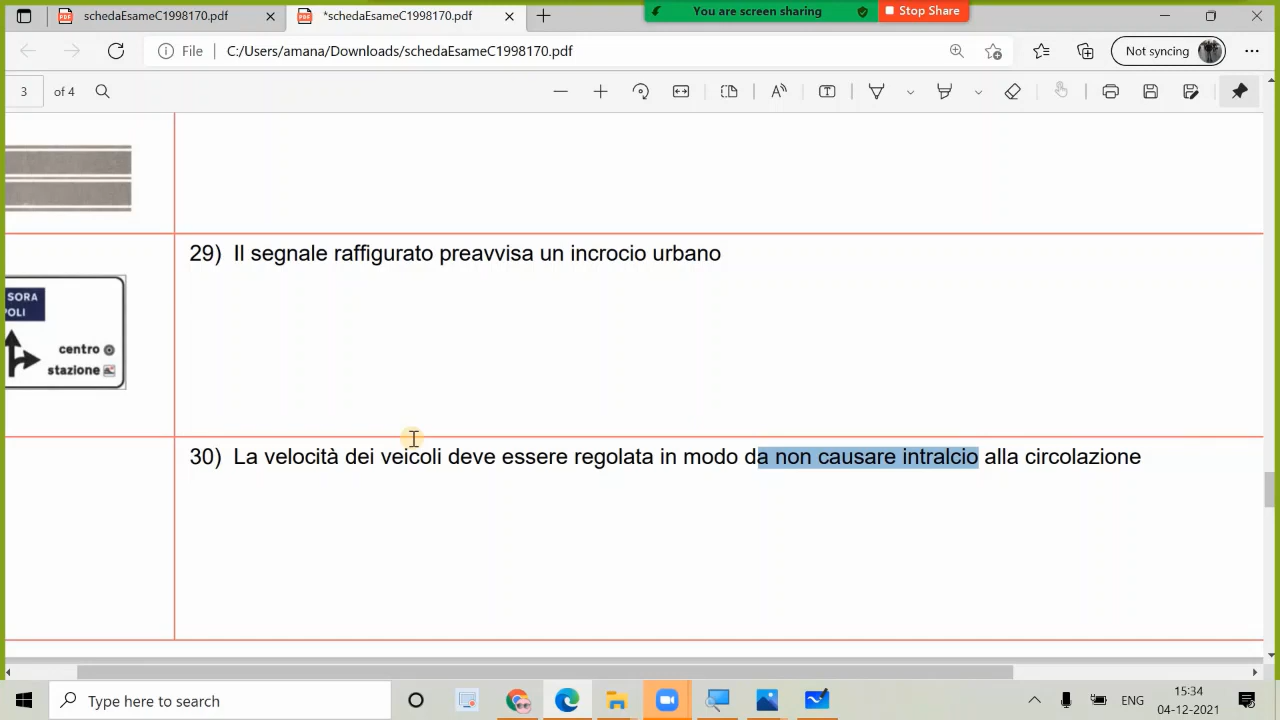 schedaEsameC1998170.pdf
*schedaEsameC1998170.pdf
You are screen sharing
Stop Share
File
C:/Users/amana/Downloads/schedaEsameC1998170.pdf
Not syncing
3
of 4
29) Il segnale raffigurato preavvisa un incrocio urbano
SORA
POLI
centro
stazione
30) La velocità dei veicoli deve essere regolata in modo da non causare intralcio alla circolazione
Type here to search
ENG
15:34
04-12-2021